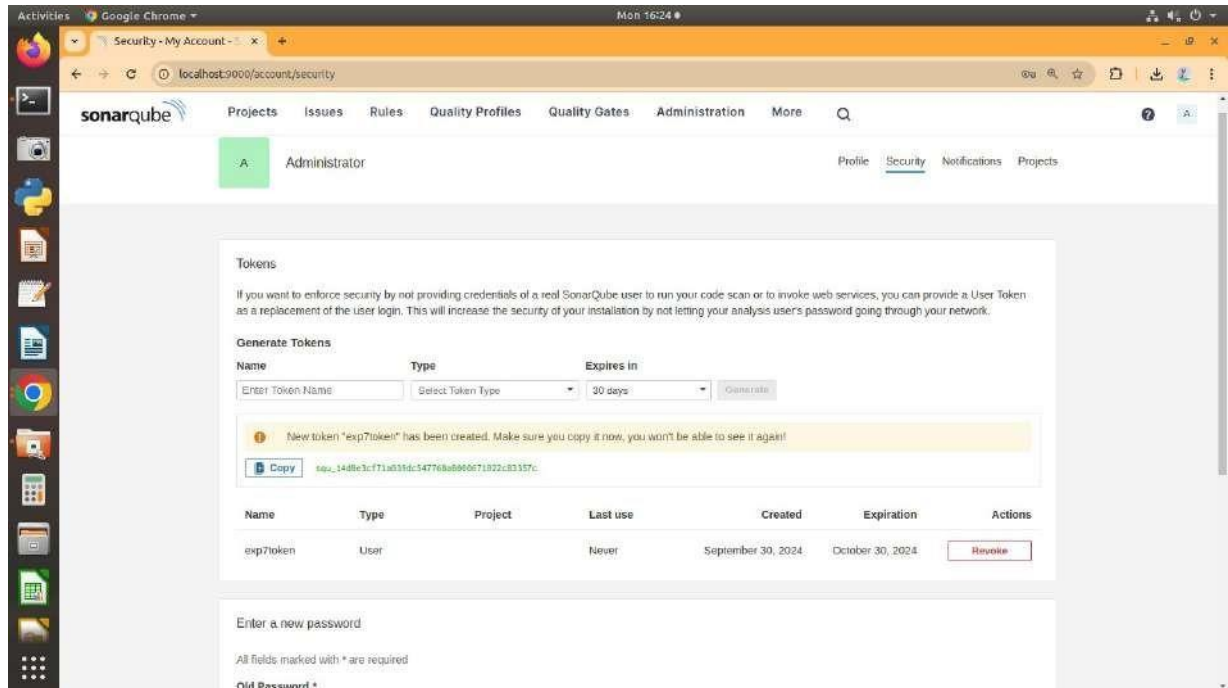 Activities Google Chrome Mon 16:24
Security - My Account - S
localhost:9000/account/security
sonarqube Projects Issues Rules Quality Profiles Quality Gates Administration More A
A Administrator Profile Security Notifications Projects
Tokens
If you want to enforce security by not providing credentials of a real SonarQube user to run your code scan or to invoke web services, you can provide a User Token
as a replacement of the user login. This will increase the security of your installation by not letting your analysis user's password going through your network.
Generate Tokens
Name Type Expires in
Enter Token Name Select Token Type 30 days Generate
New token "exp7token" has been created. Make sure you copy it now, you won't be able to see it again!
Copy
Name Type Project Last use Created Expiration Actions
exp7token User Never September 30, 2024 October 30, 2024 Revoke
Enter a new password
All fields marked with * are required
Old Password *